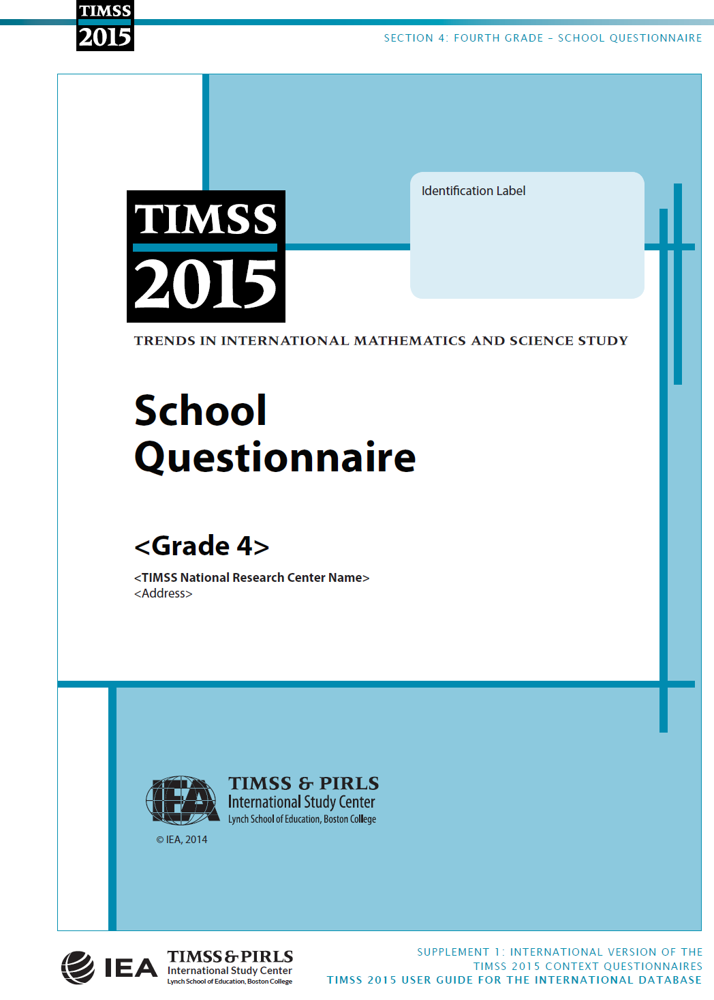 TIMSS
2015
SECTION 4: FOURTH GRADE – SCHOOL QUESTIONNAIRE
Identification Label
TIMSS
2015
TRENDS IN INTERNATIONAL MATHEMATICS AND SCIENCE STUDY
School
Questionnaire
<Grade 4>
<TIMSS National Research Center Name>
<Address>
IEA
TIMSS & PIRLS
International Study Center
Lynch School of Education, Boston College
© IEA, 2014
IEA
TIMSS & PIRLS
International Study Center
Lynch School of Education, Boston College
SUPPLEMENT 1: INTERNATIONAL VERSION OF THE
TIMSS 2015 CONTEXT QUESTIONNAIRES
TIMSS 2015 USER GUIDE FOR THE INTERNATIONAL DATABASE